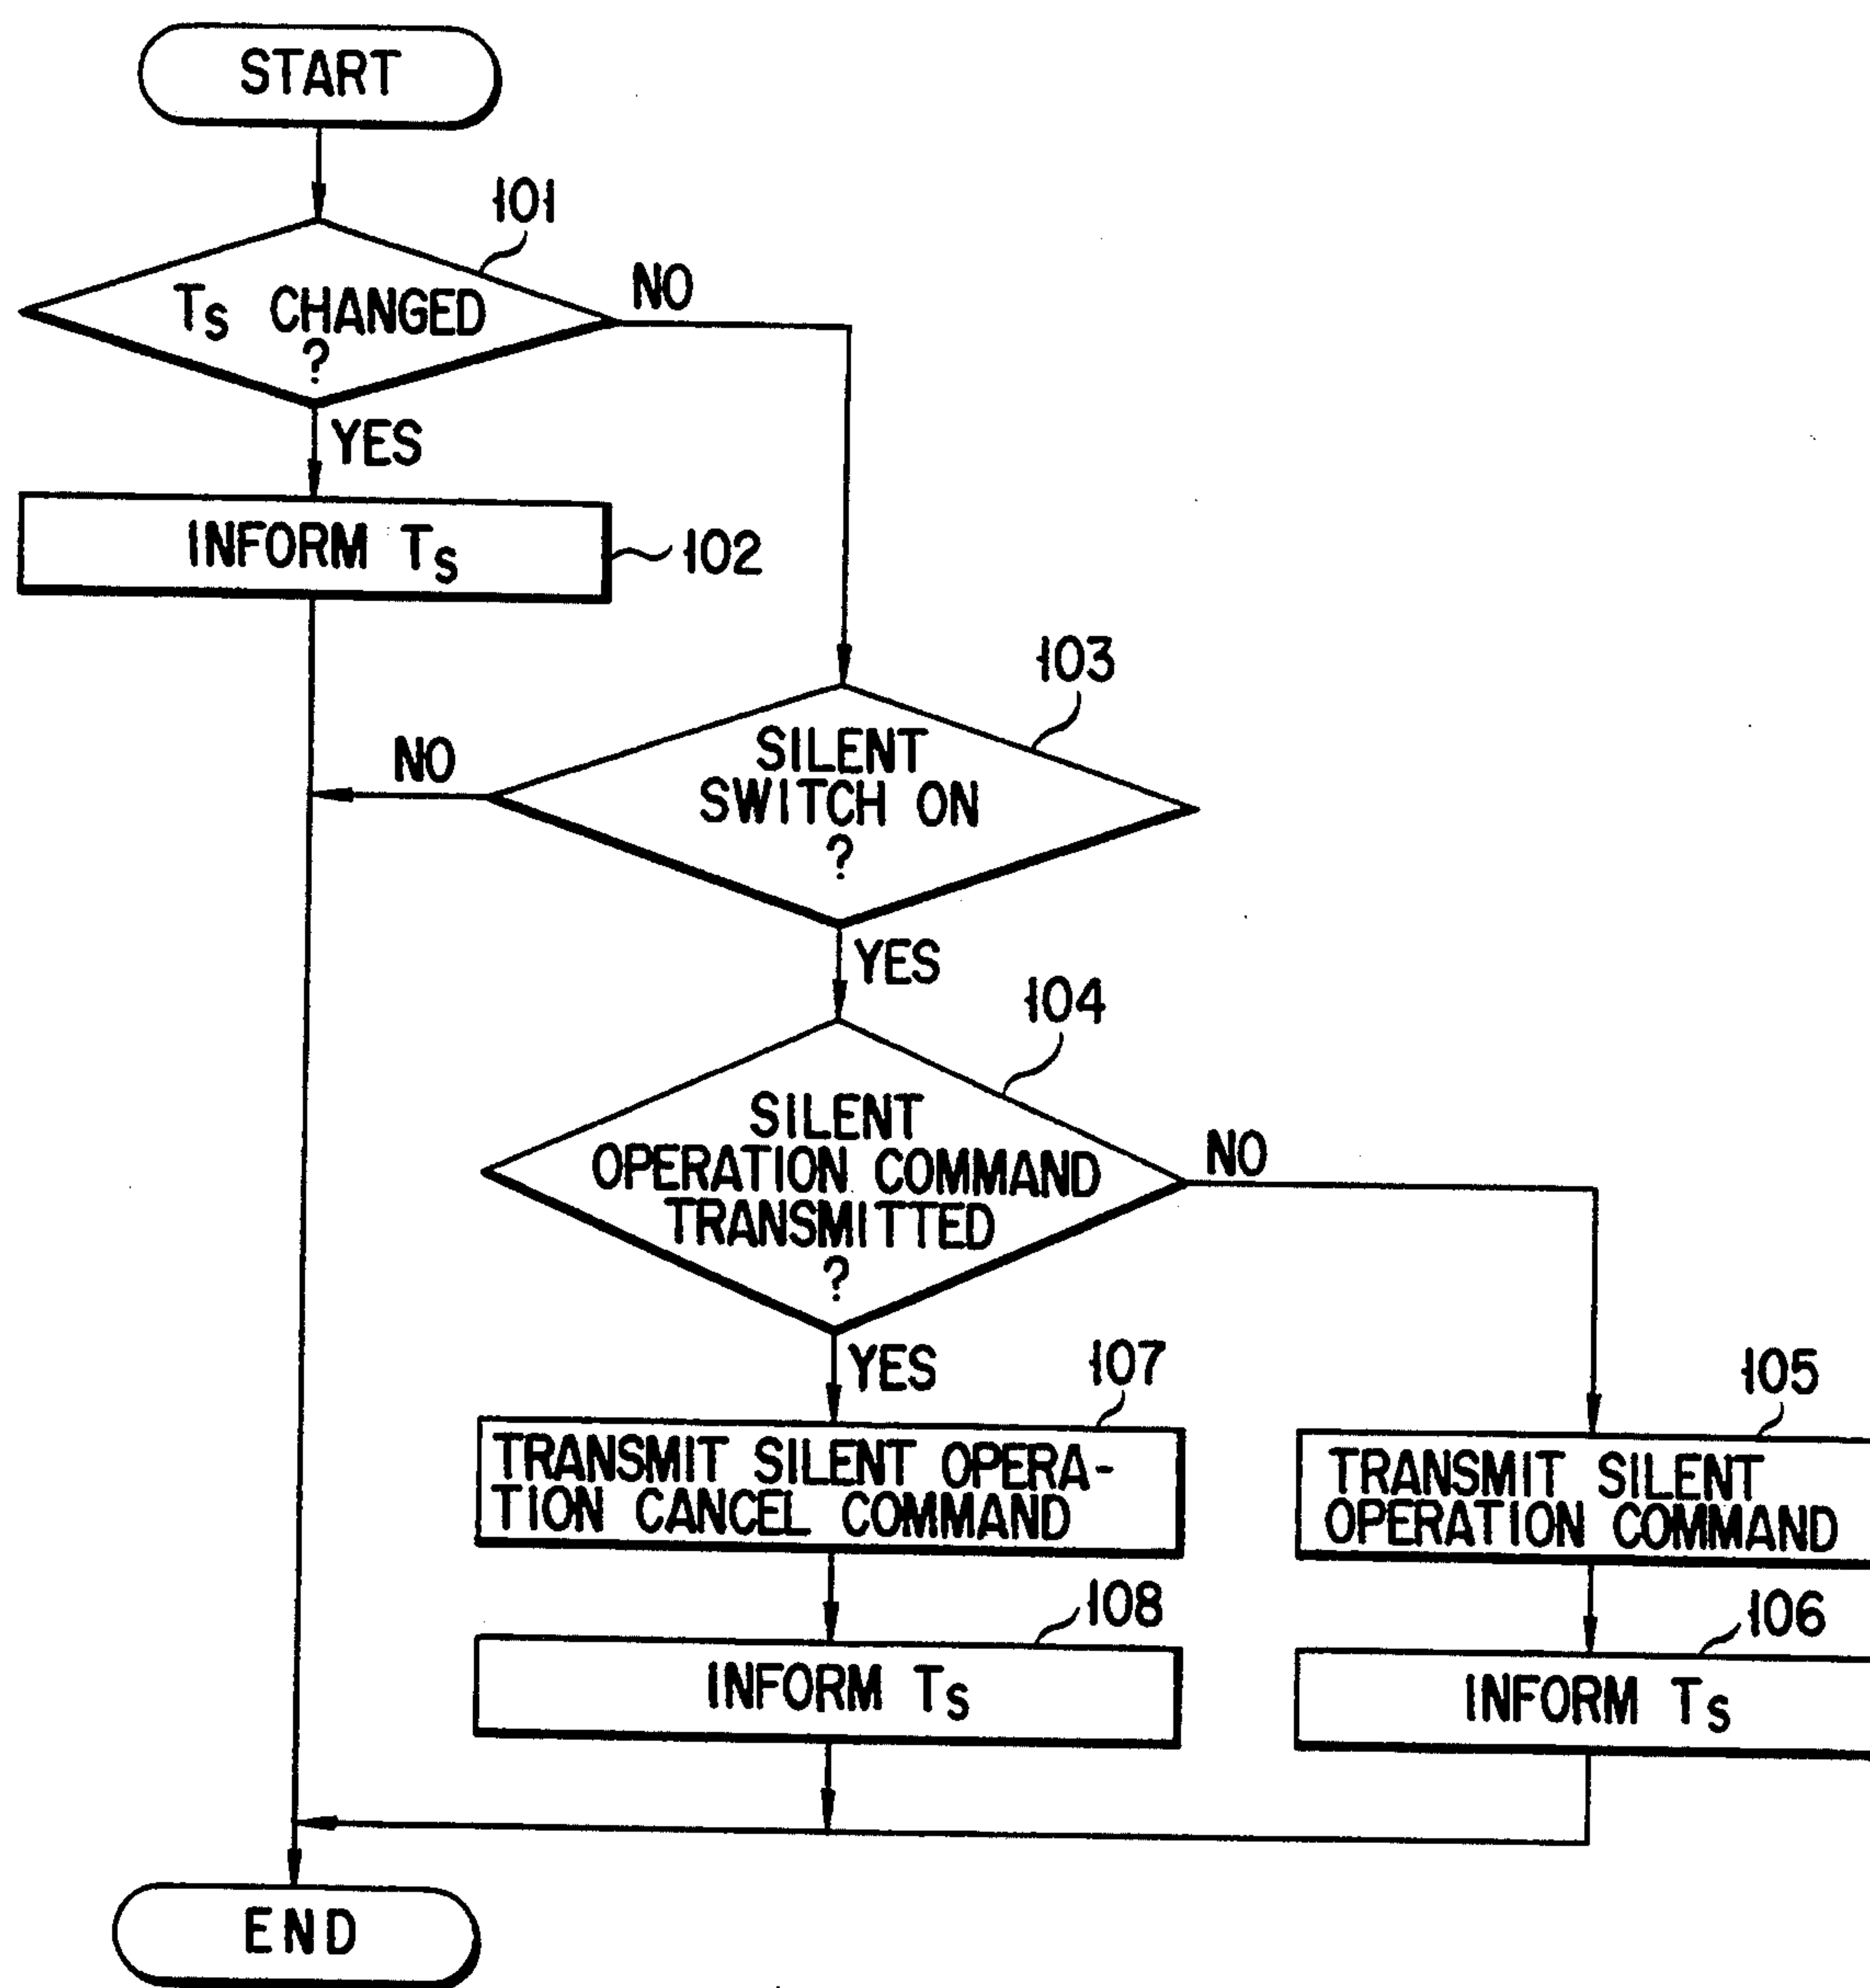 START
101
Ts CHANGED
?
NO
YES
INFORM Ts
102
103
SILENT
SWITCH ON
?
NO
YES
104
SILENT
OPERATION COMMAND
TRANSMITTED
?
NO
YES
107
TRANSMIT SILENT OPERA-
TION CANCEL COMMAND
105
TRANSMIT SILENT
OPERATION COMMAND
108
INFORM Ts
106
INFORM Ts
END